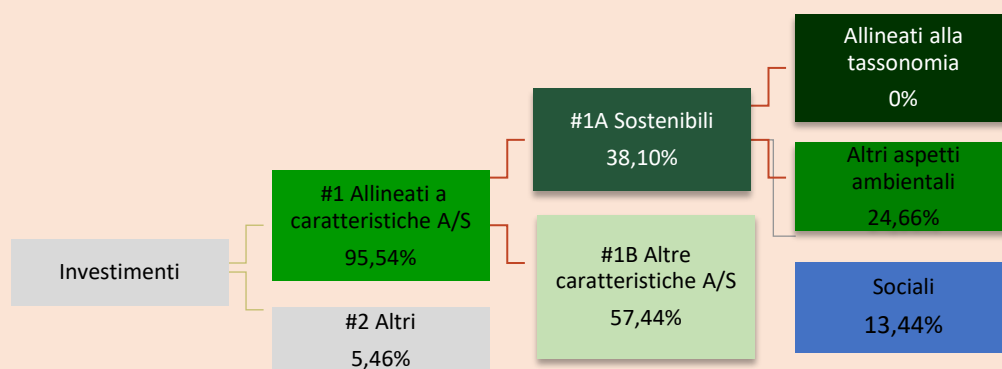 Investimenti
#1 Allineati a
caratteristiche A/S
95,54%
#2 Altri
5,46%
#1A Sostenibili
38,10%
#1B Altre
caratteristiche A/S
57,44%
Allineati alla
tassonomia
0%
Altri aspetti
ambientali
24,66%
Sociali
13,44%